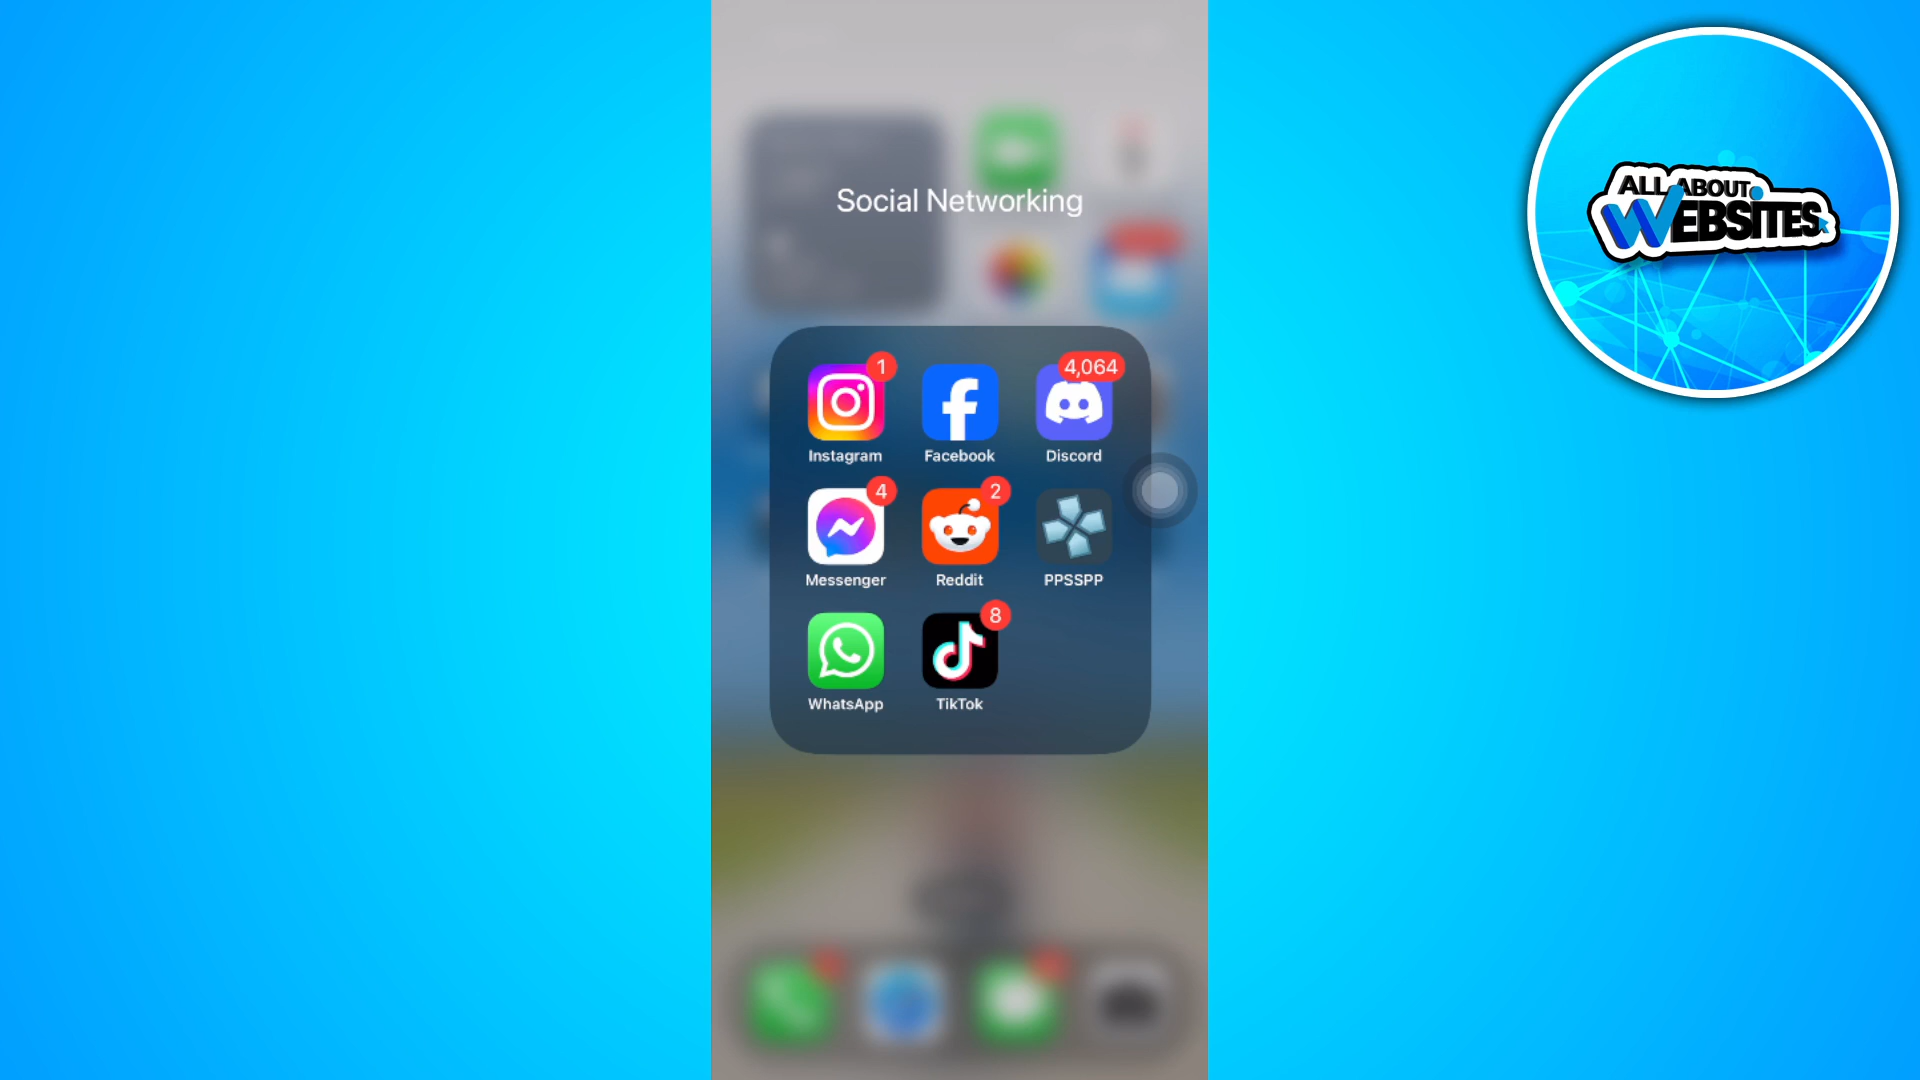 ALL ABOUT
WEBSITES
Social Networking
1
4,064
Instagram
Facebook
Discord
4
2
Messenger
Reddit
PPSSPP
8
WhatsApp
TikTok